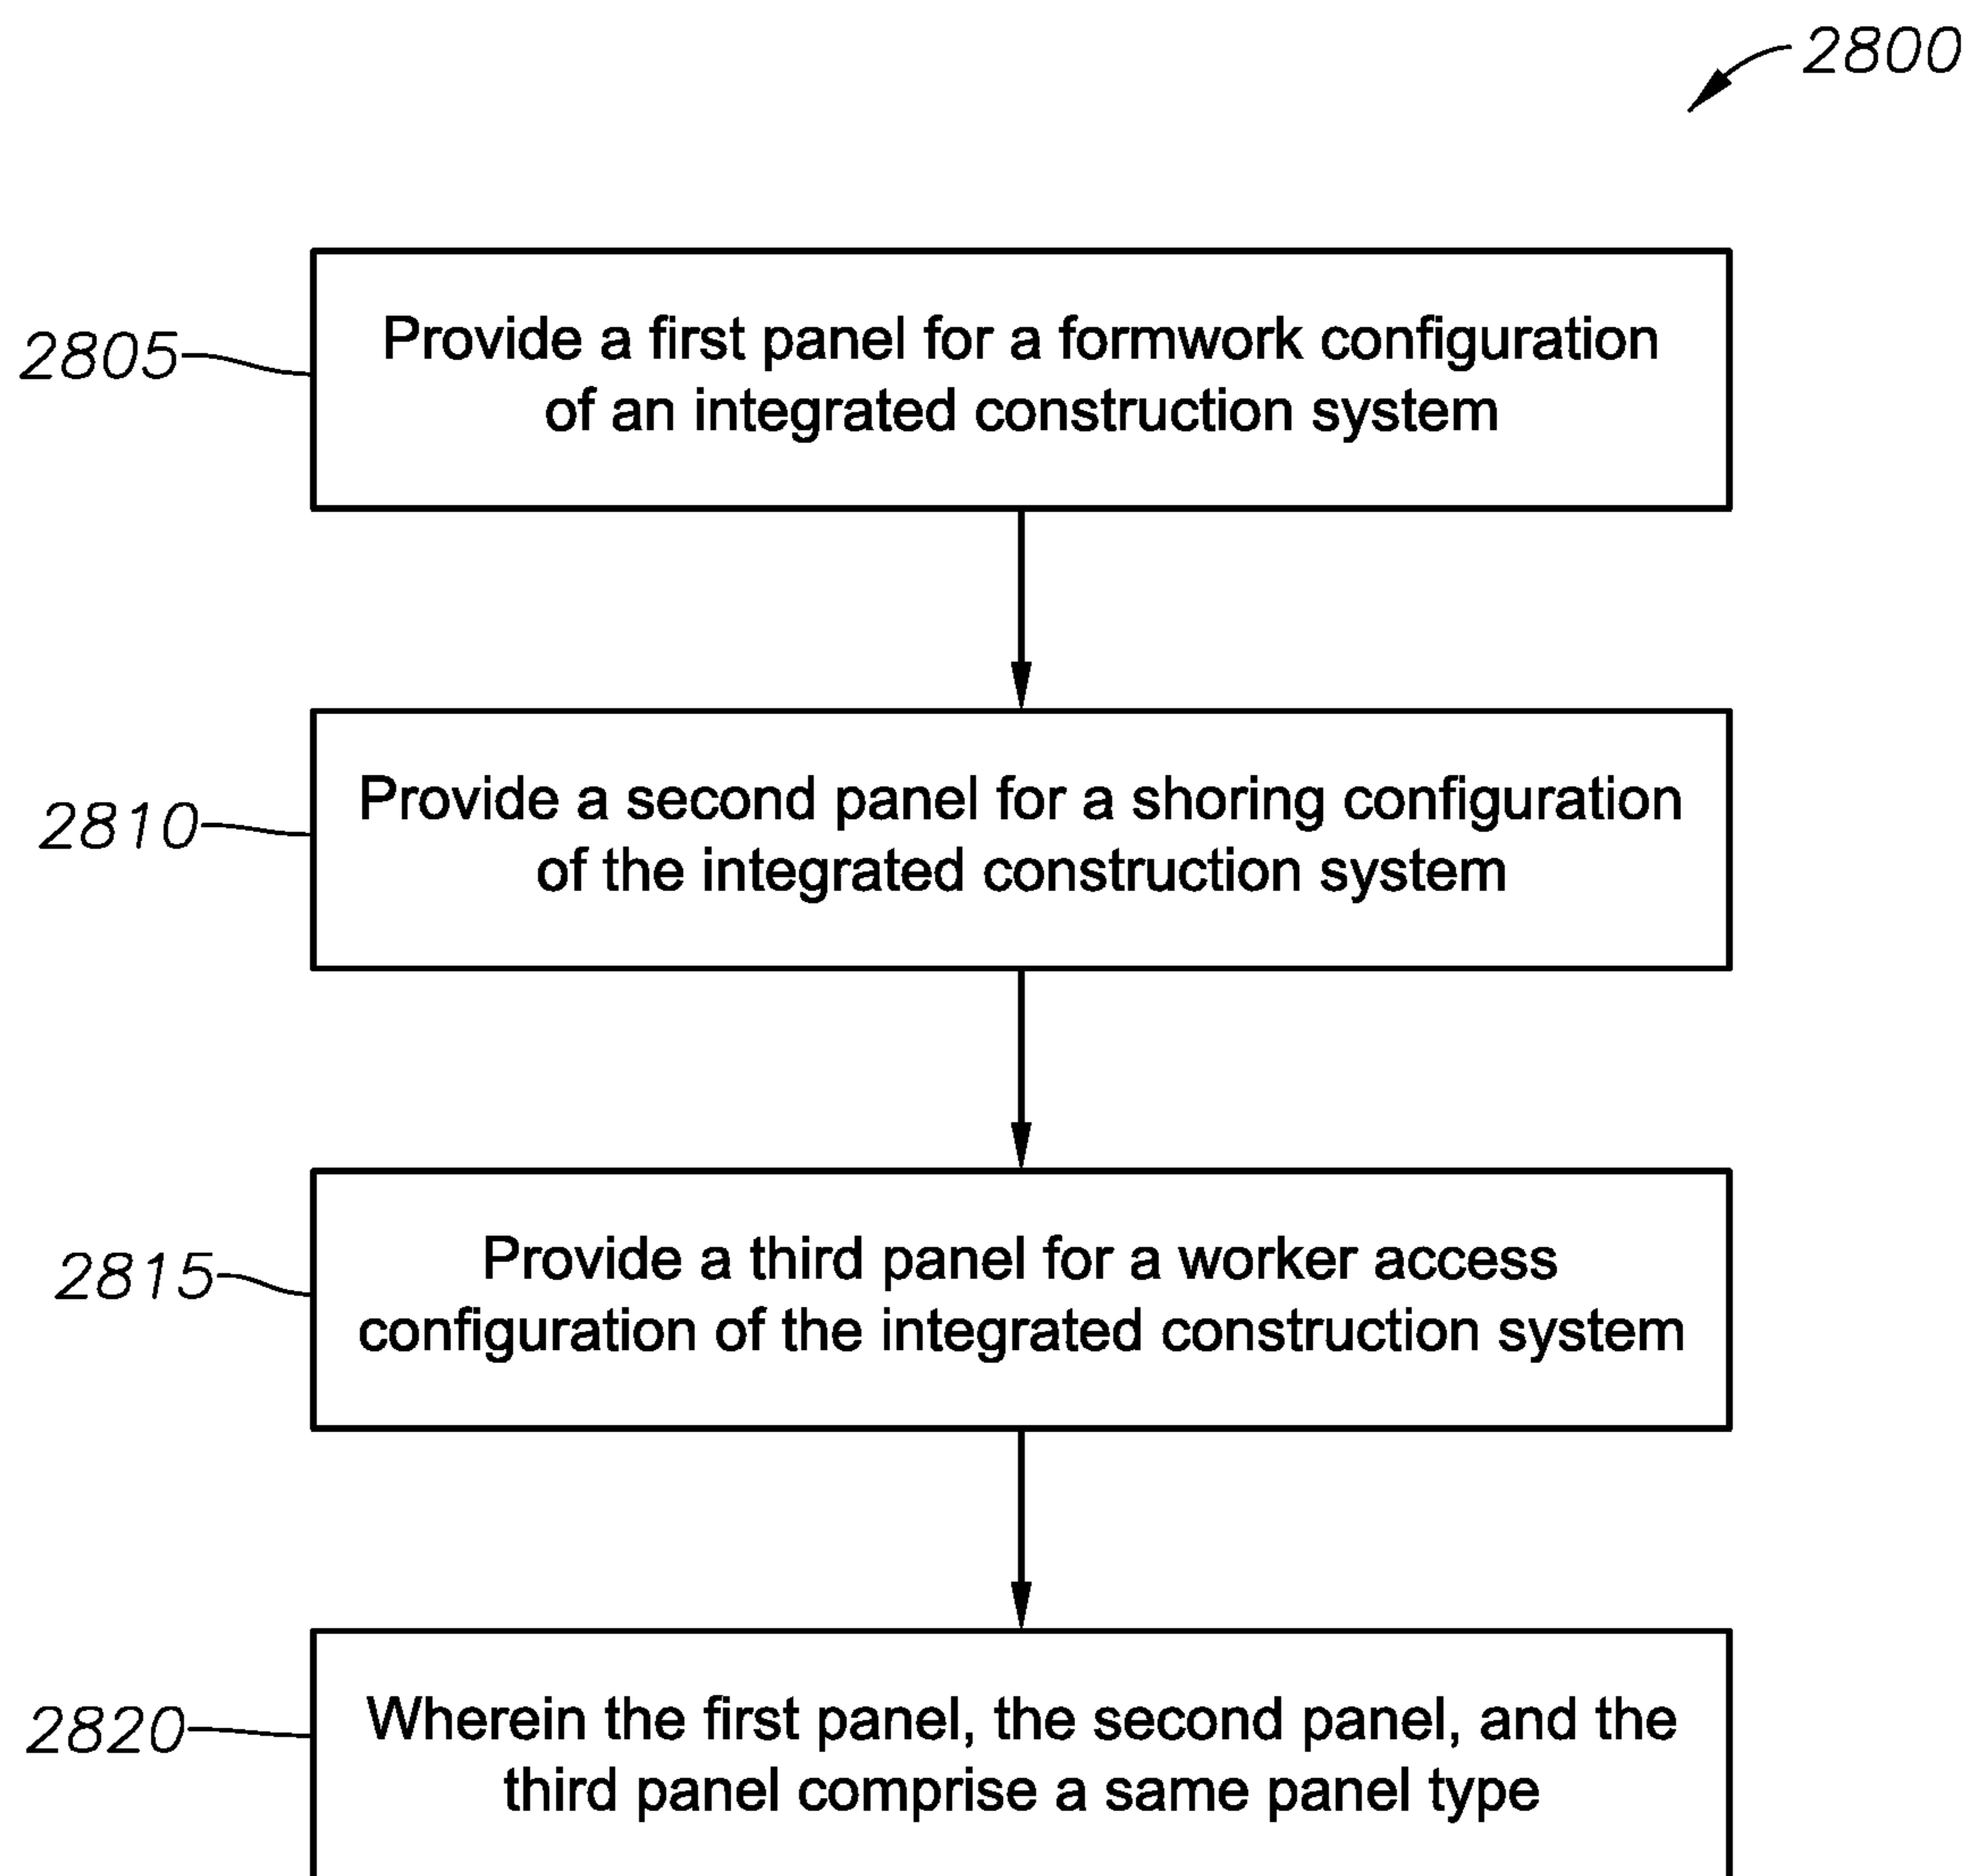 2800
2805
Provide a first panel for a formwork configuration
of an integrated construction system
2810
Provide a second panel for a shoring configuration
of the integrated construction system
2815
Provide a third panel for a worker access
configuration of the integrated construction system
2820
Wherein the first panel, the second panel, and the
third panel comprise a same panel type